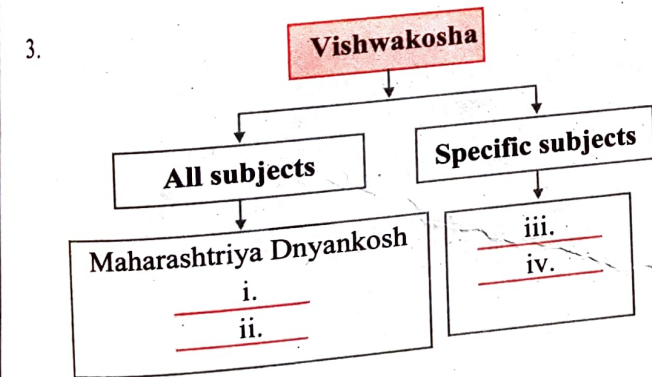 3.
Vishwakosha
All subjects
Specific subjects
Maharashtriya Dnyankosh
i.
ii.
iii.
iv.